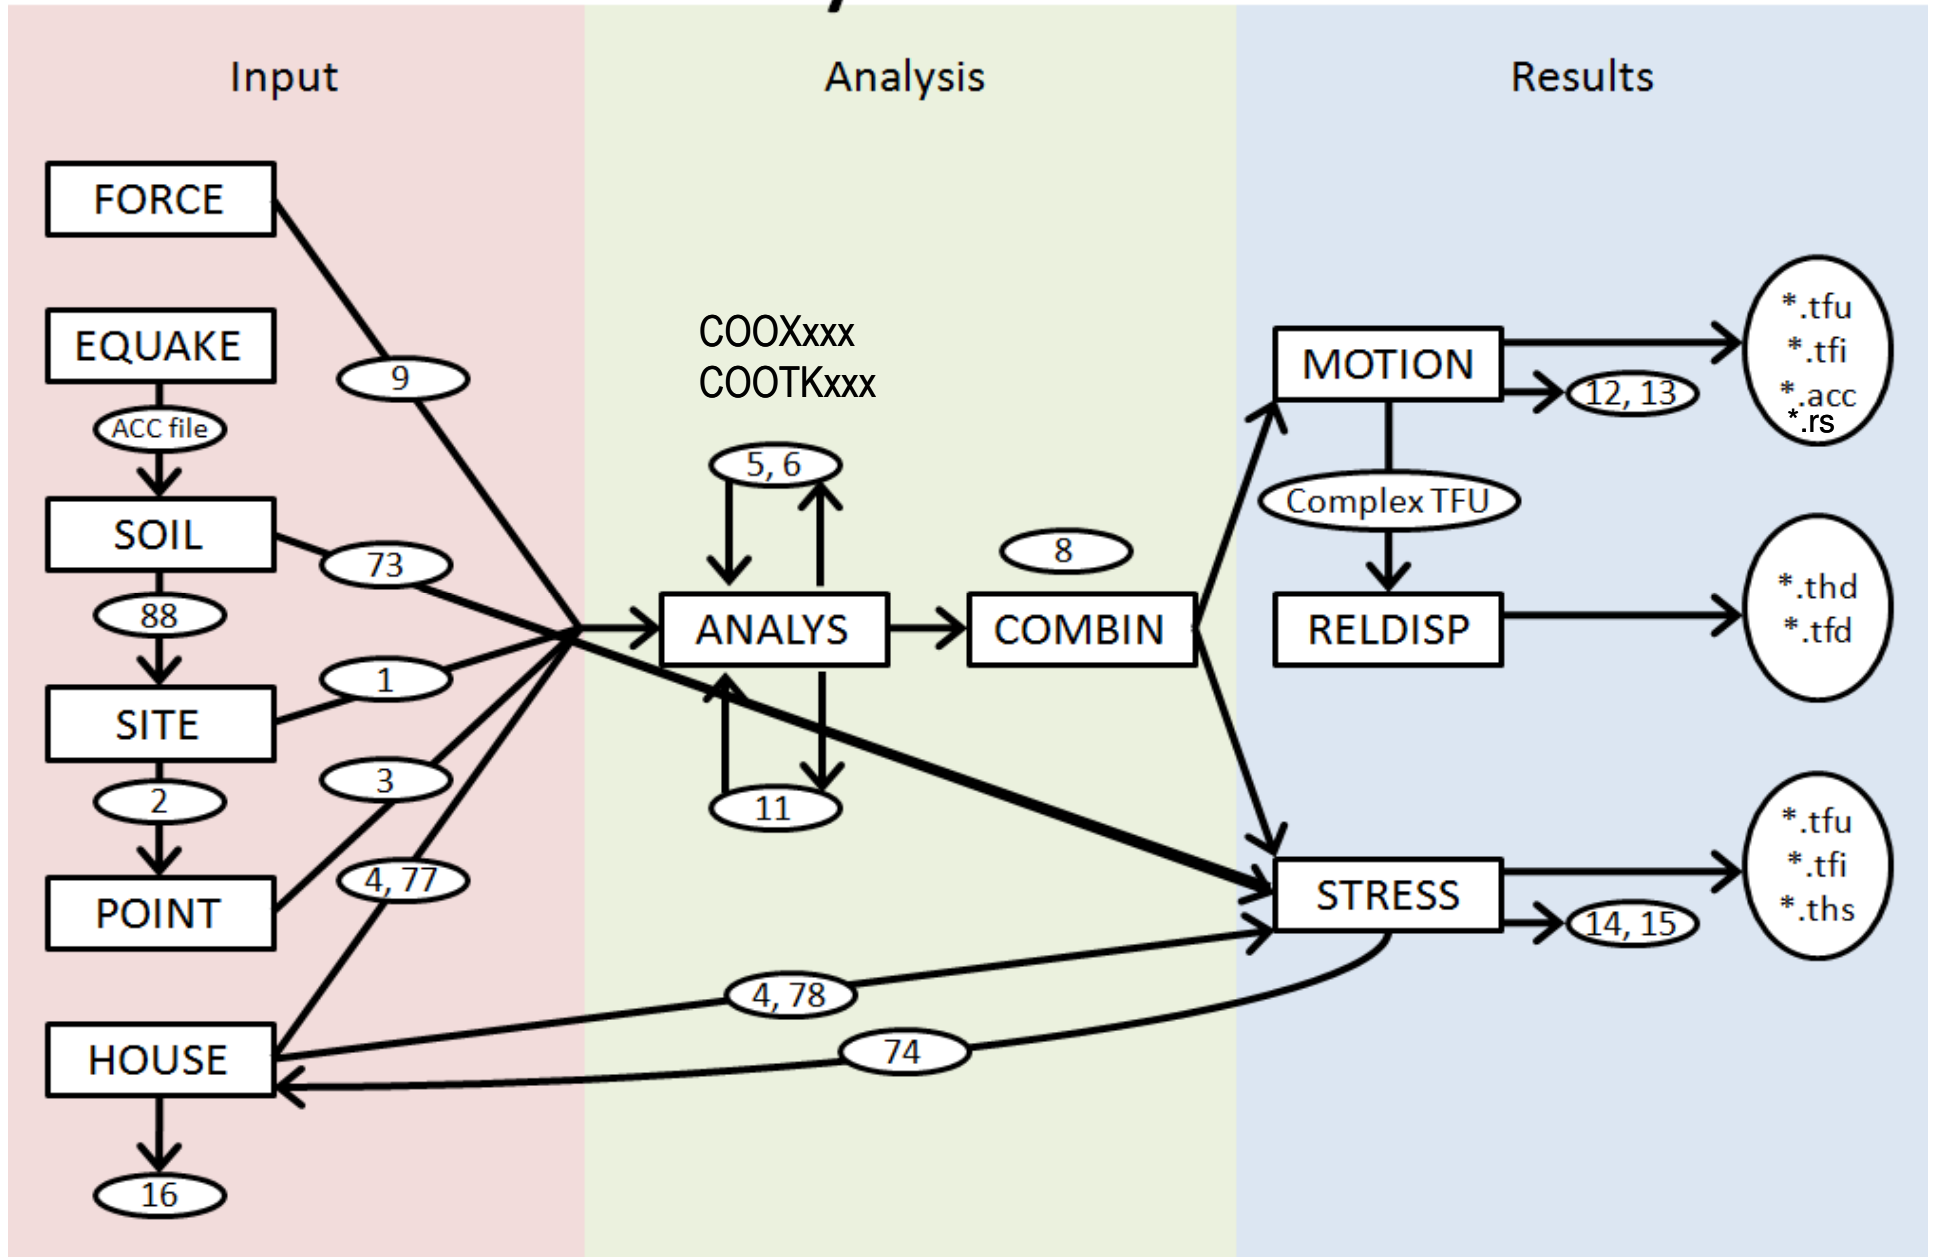 Input
Analysis
Results
FORCE
EQUAKE
ACC file
SOIL
88
SITE
2
POINT
HOUSE
16
9
73
1
3
4, 77
COOXxxx
COOTKxxx
5, 6
ANALYS
11
8
COMBIN
4, 78
74
MOTION
12, 13
Complex TFU
RELDISP
STRESS
14, 15
*.tfu
*.tfi
*.acc
*.rs
*.thd
*.tfd
*.tfu
*.tfi
*.ths